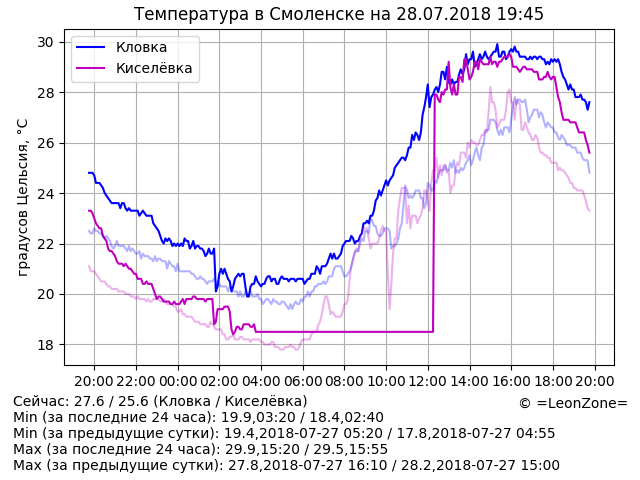 Температура в Смоленске на 28.07.2018 19:45
Кловка
Киселёвка
градусов Цельсия, °C
30
28
26
24
22
20
18
20:00 22:00 00:00 02:00 04:00 06:00 08:00 10:00 12:00 14:00 16:00 18:00 20:00
Сейчас: 27.6 / 25.6 (Кловка / Киселёвка)
© =LeonZone=
Min (за последние 24 часа): 19.9,03:20 / 18.4,02:40
Min (за предыдущие сутки): 19.4,2018-07-27 05:20 / 17.8,2018-07-27 04:55
Max (за последние 24 часа): 29.9,15:20 / 29.5,15:55
Max (за предыдущие сутки): 27.8,2018-07-27 16:10 / 28.2,2018-07-27 15:00